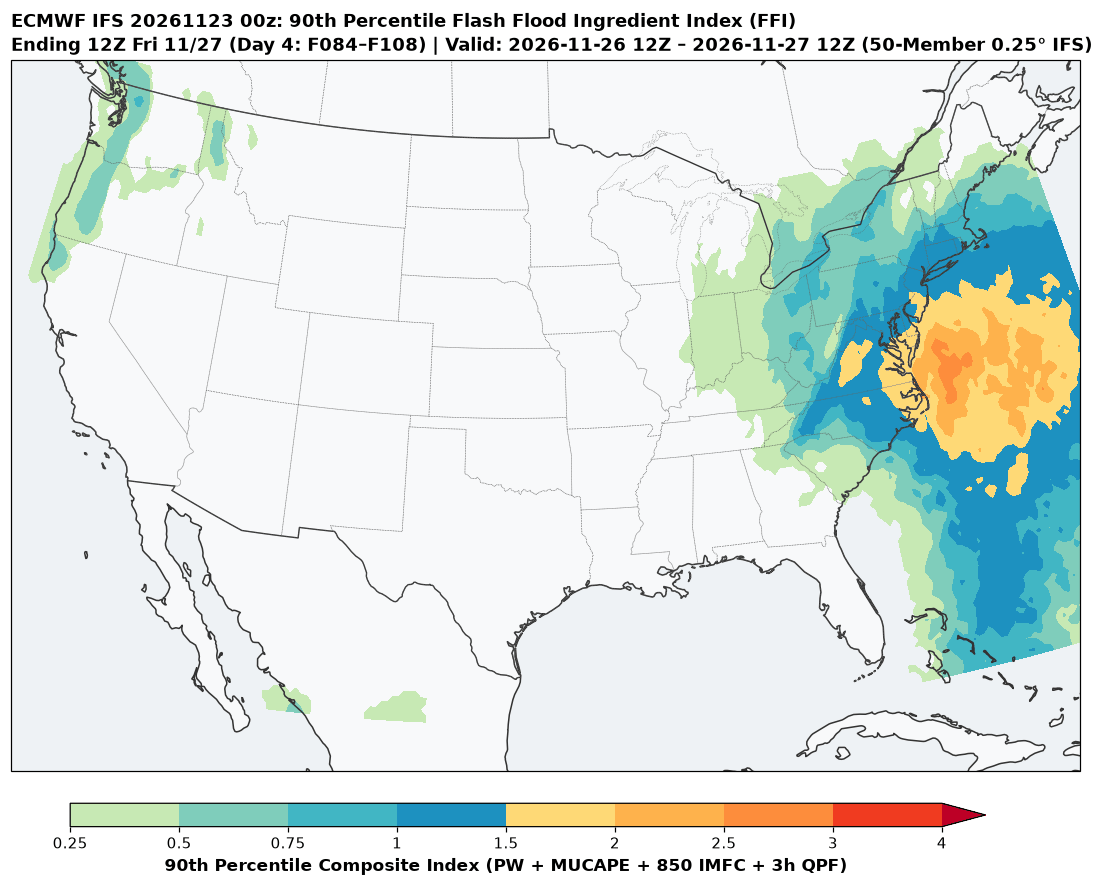 ECMWF IFS 20261123 00z: 90th Percentile Flash Flood Ingredient Index (FFI)
Ending 12Z Fri 11/27 (Day 4: F084–F108) | Valid: 2026-11-26 12Z – 2026-11-27 12Z (50-Member 0.25° IFS)
0.25 0.5 0.75 1 1.5 2 2.5 3 4
90th Percentile Composite Index (PW + MUCAPE + 850 IMFC + 3h QPF)